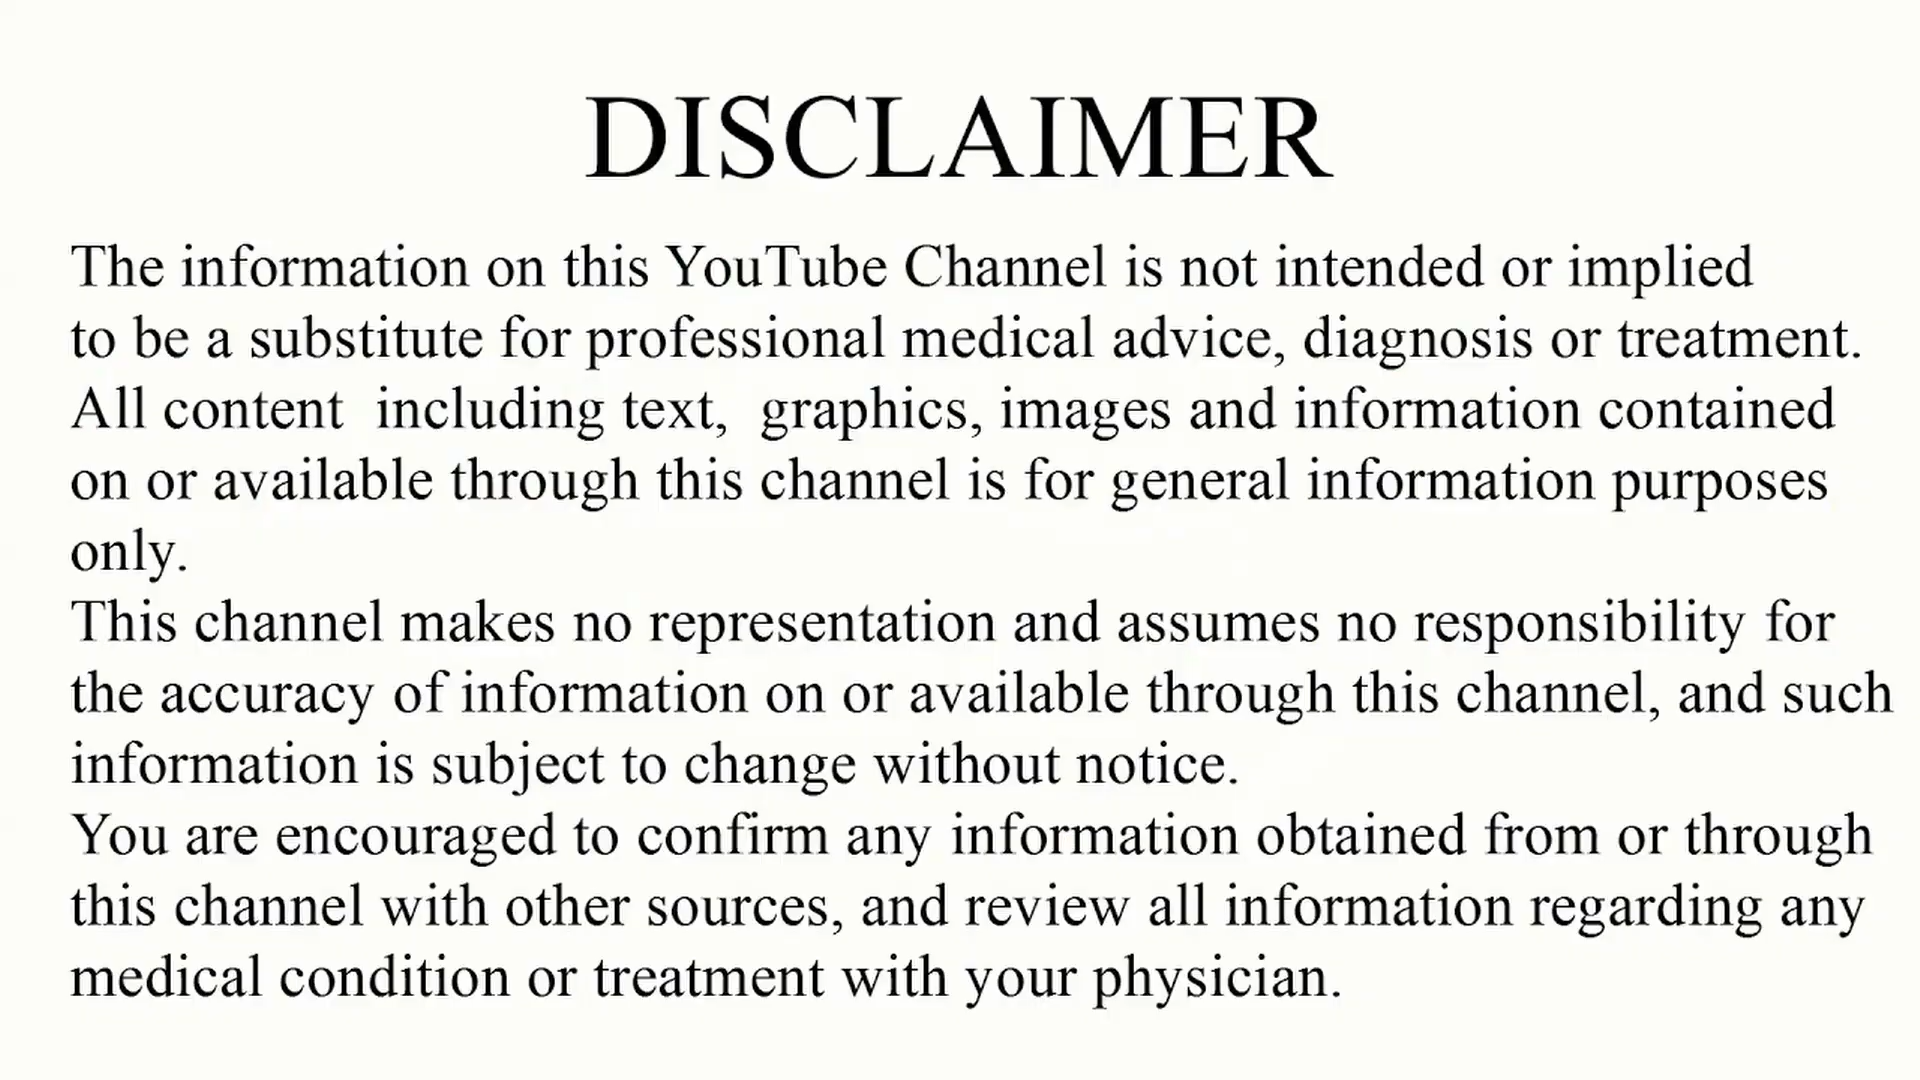 DISCLAIMER
The information on this YouTube Channel is not intended or implied
to be a substitute for professional medical advice, diagnosis or treatment.
All content  including text,  graphics, images and information contained
on or available through this channel is for general information purposes
only.
This channel makes no representation and assumes no responsibility for
the accuracy of information on or available through this channel, and such
information is subject to change without notice.
You are encouraged to confirm any information obtained from or through
this channel with other sources, and review all information regarding any
medical condition or treatment with your physician.